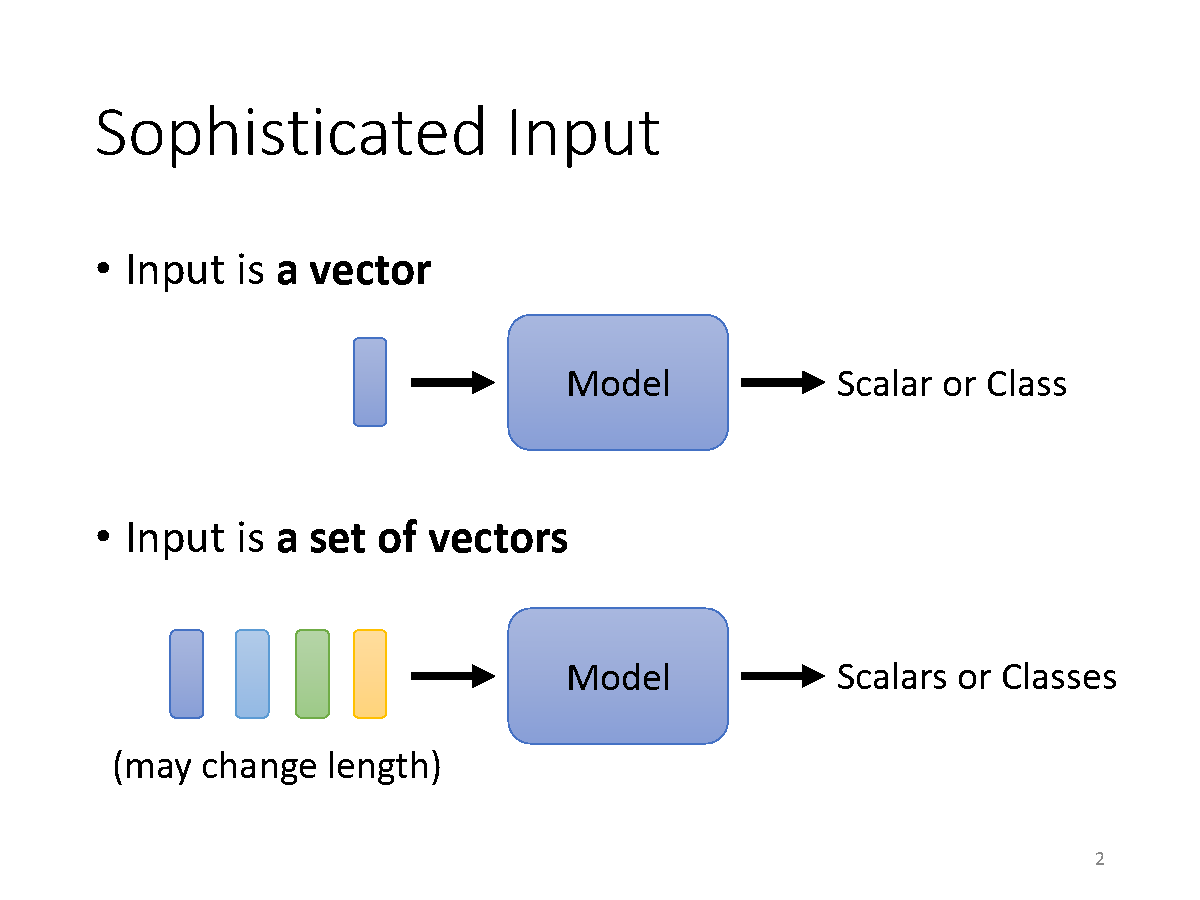 Sophisticated Input
• Input is a vector
Model
Scalar or Class
• Input is a set of vectors
Model
Scalars or Classes
(may change length)
2